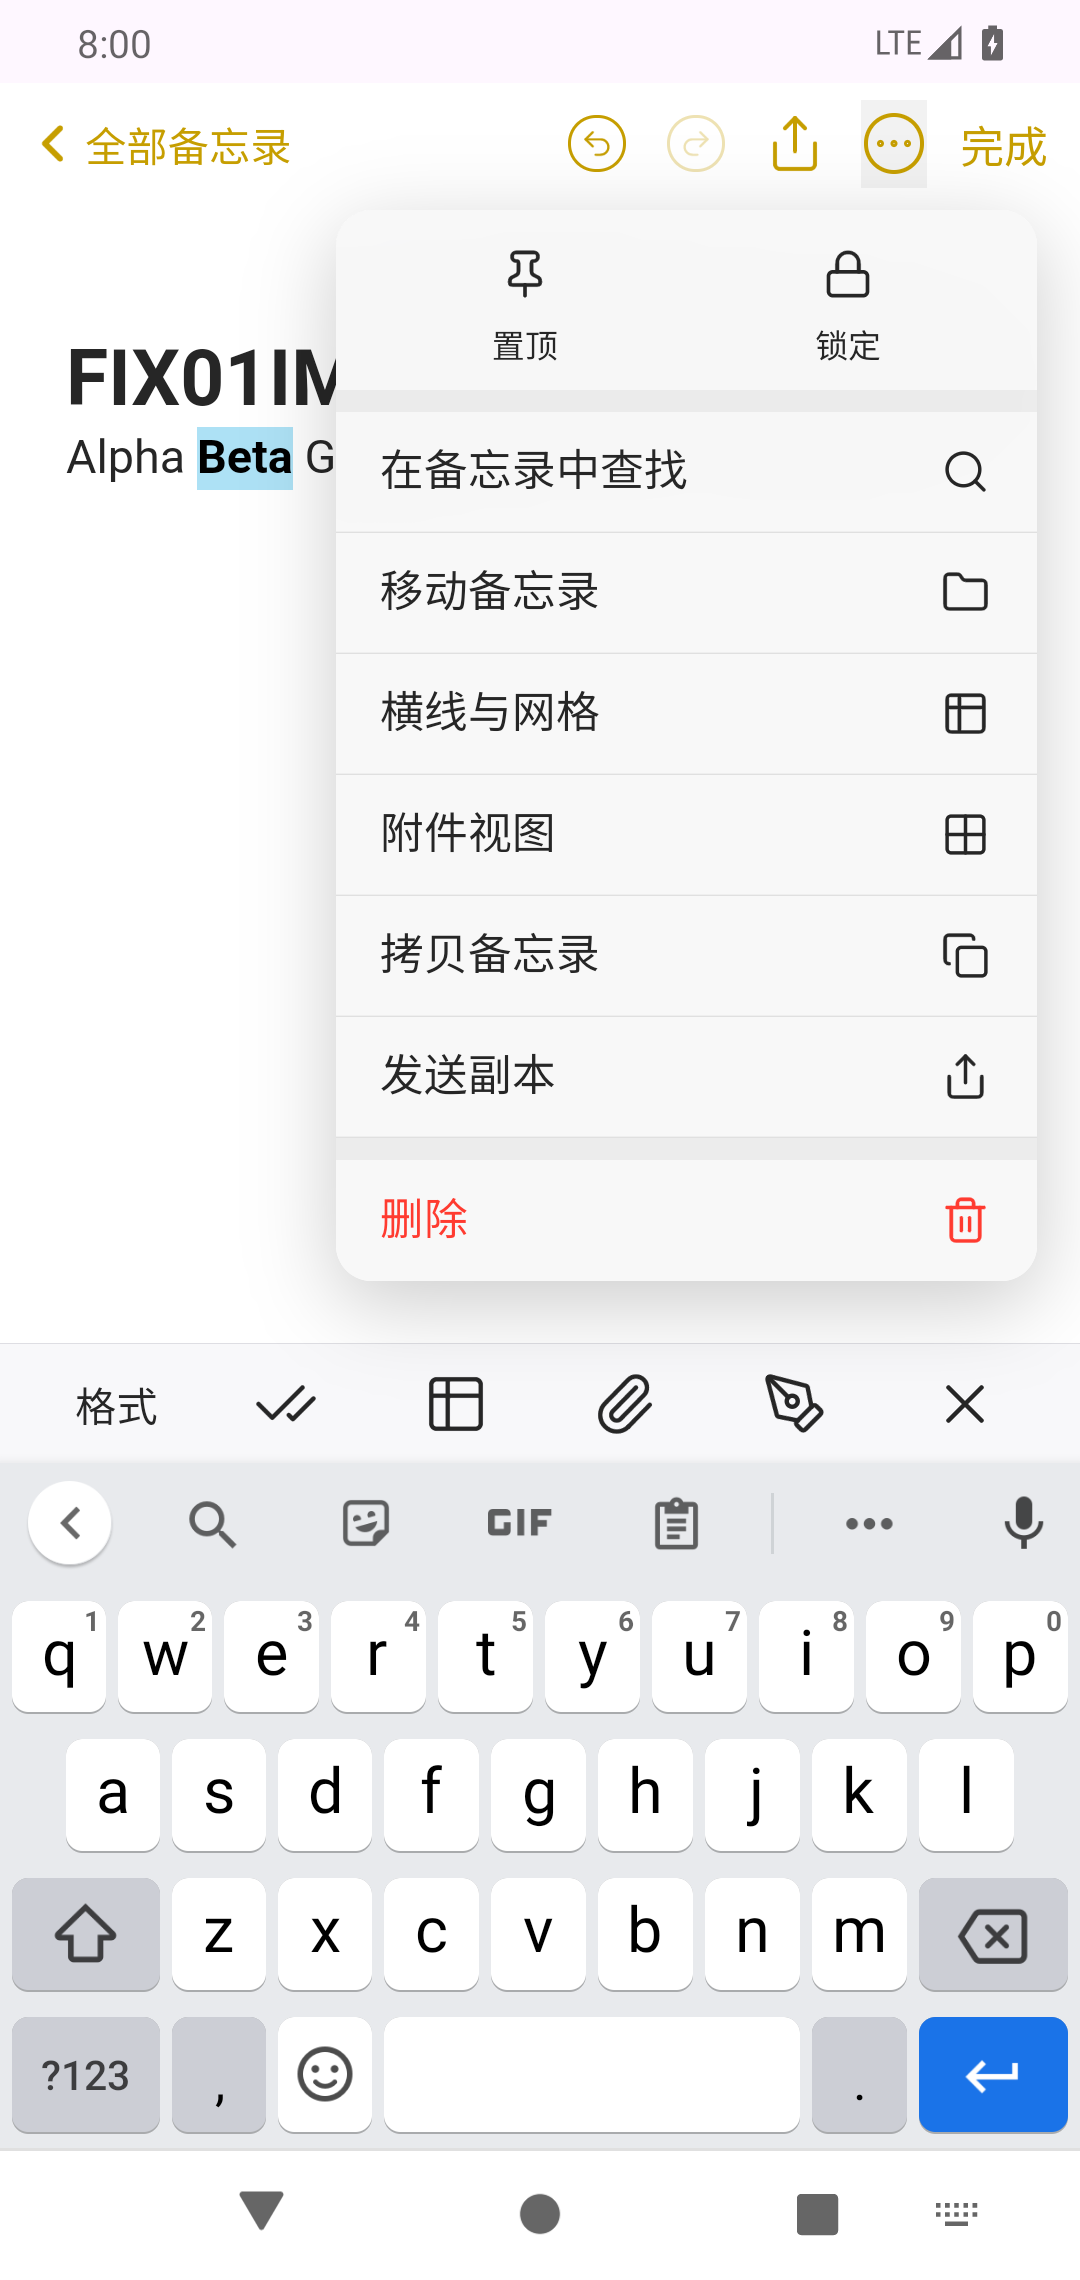 8:00 LTE
全部备忘录 完成
置顶 锁定
FIX01IM
Alpha Beta G
在备忘录中查找
移动备忘录
横线与网格
附件视图
拷贝备忘录
发送副本
删除
格式
GIF
q 1 w 2 e 3 r 4 t 5 y 6 u 7 i 8 o 9 p 0
a s d f g h j k l
z x c v b n m
?123 , .